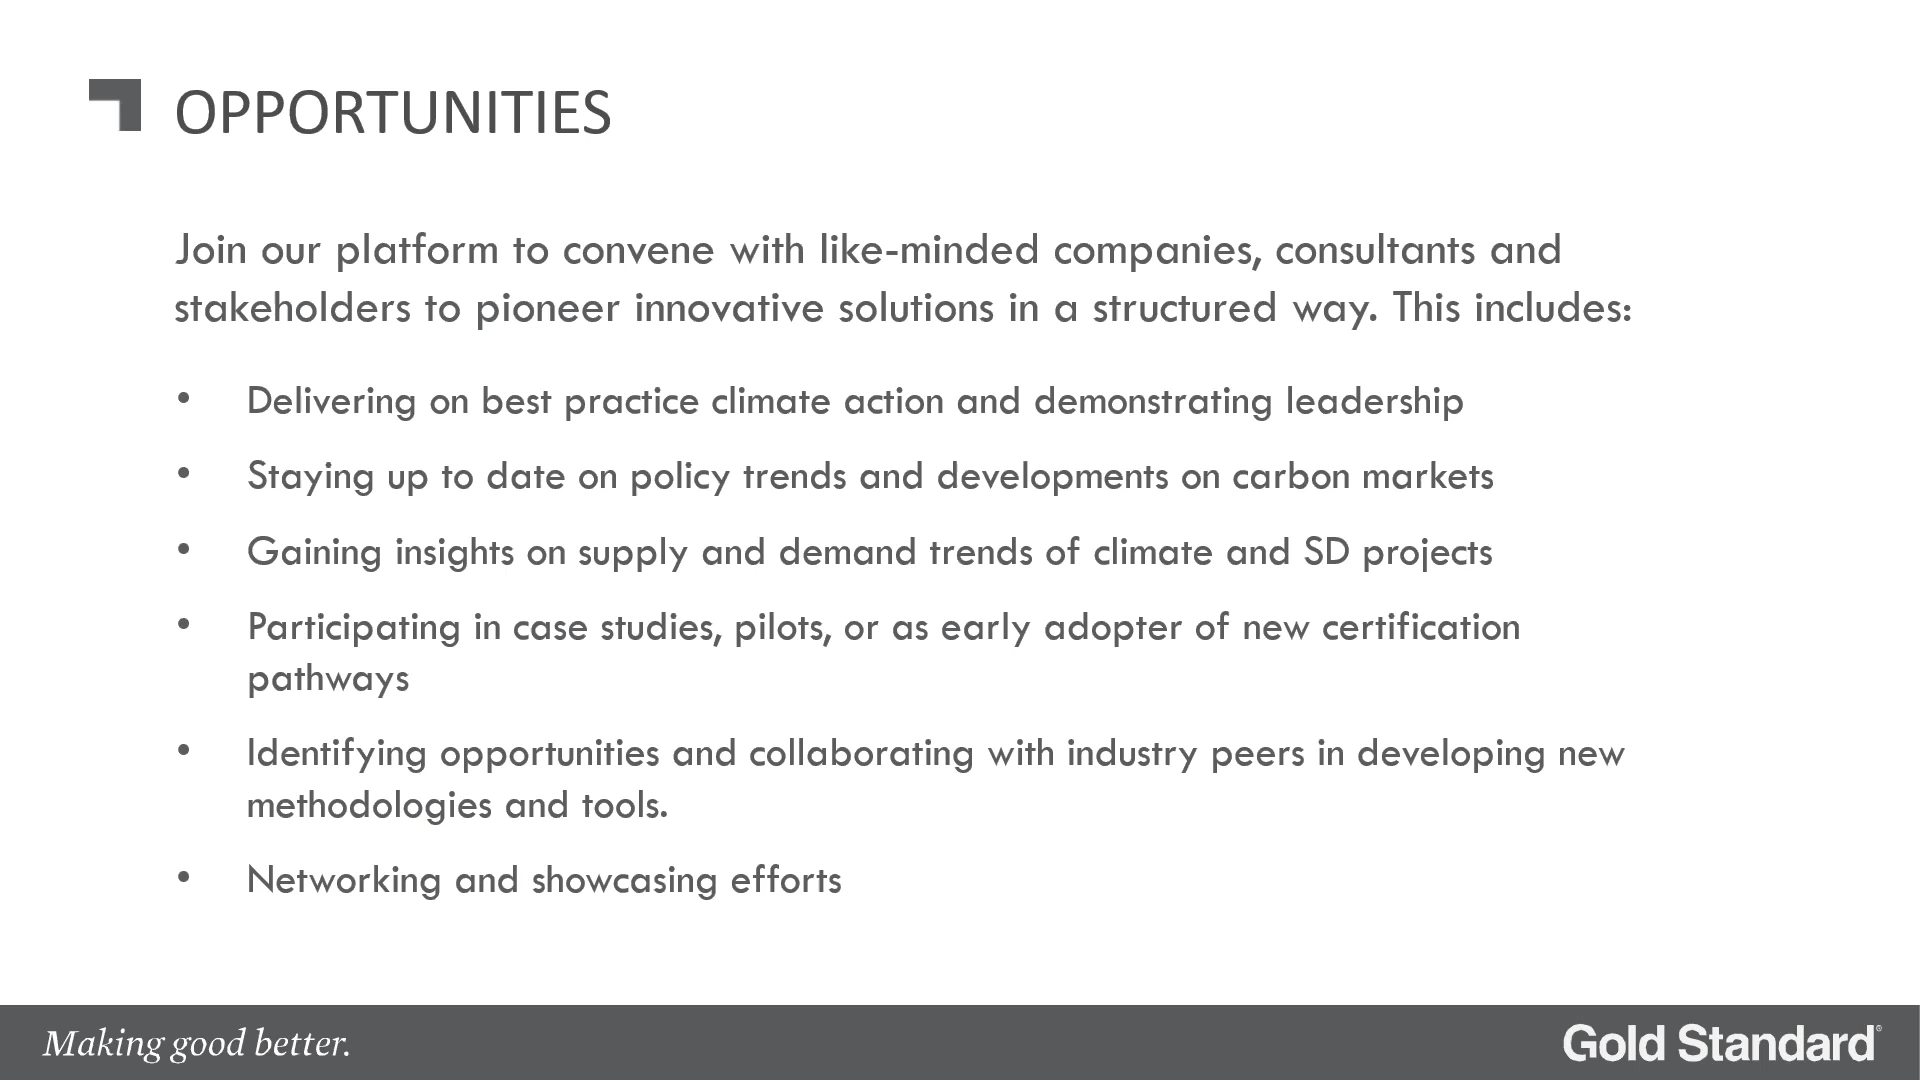 OPPORTUNITIES
Join our platform to convene with like-minded companies, consultants and
stakeholders to pioneer innovative solutions in a structured way. This includes:
• Delivering on best practice climate action and demonstrating leadership
• Staying up to date on policy trends and developments on carbon markets
• Gaining insights on supply and demand trends of climate and SD projects
• Participating in case studies, pilots, or as early adopter of new certification
pathways
• Identifying opportunities and collaborating with industry peers in developing new
methodologies and tools.
• Networking and showcasing efforts
Making good better.
Gold Standard®